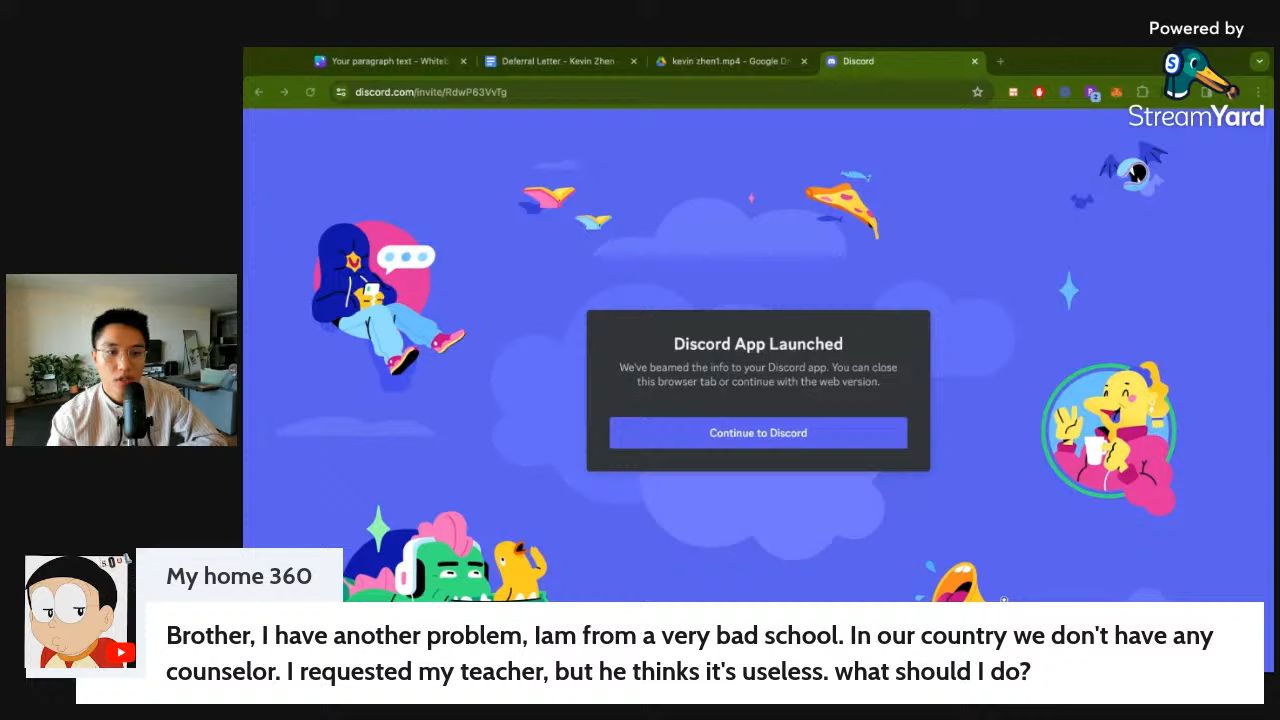 Powered by
StreamYard
Your paragraph text - Whiteb
Deferral Letter - Kevin Zhen
kevin zhen1.mp4 - Google Dr
Discord
discord.com/invite/RdwP63VvTg
2
Discord App Launched
We've beamed the info to your Discord app. You can close
this browser tab or continue with the web version.
Continue to Discord
My home 360
Brother, I have another problem, Iam from a very bad school. In our country we don't have any
counselor. I requested my teacher, but he thinks it's useless. what should I do?